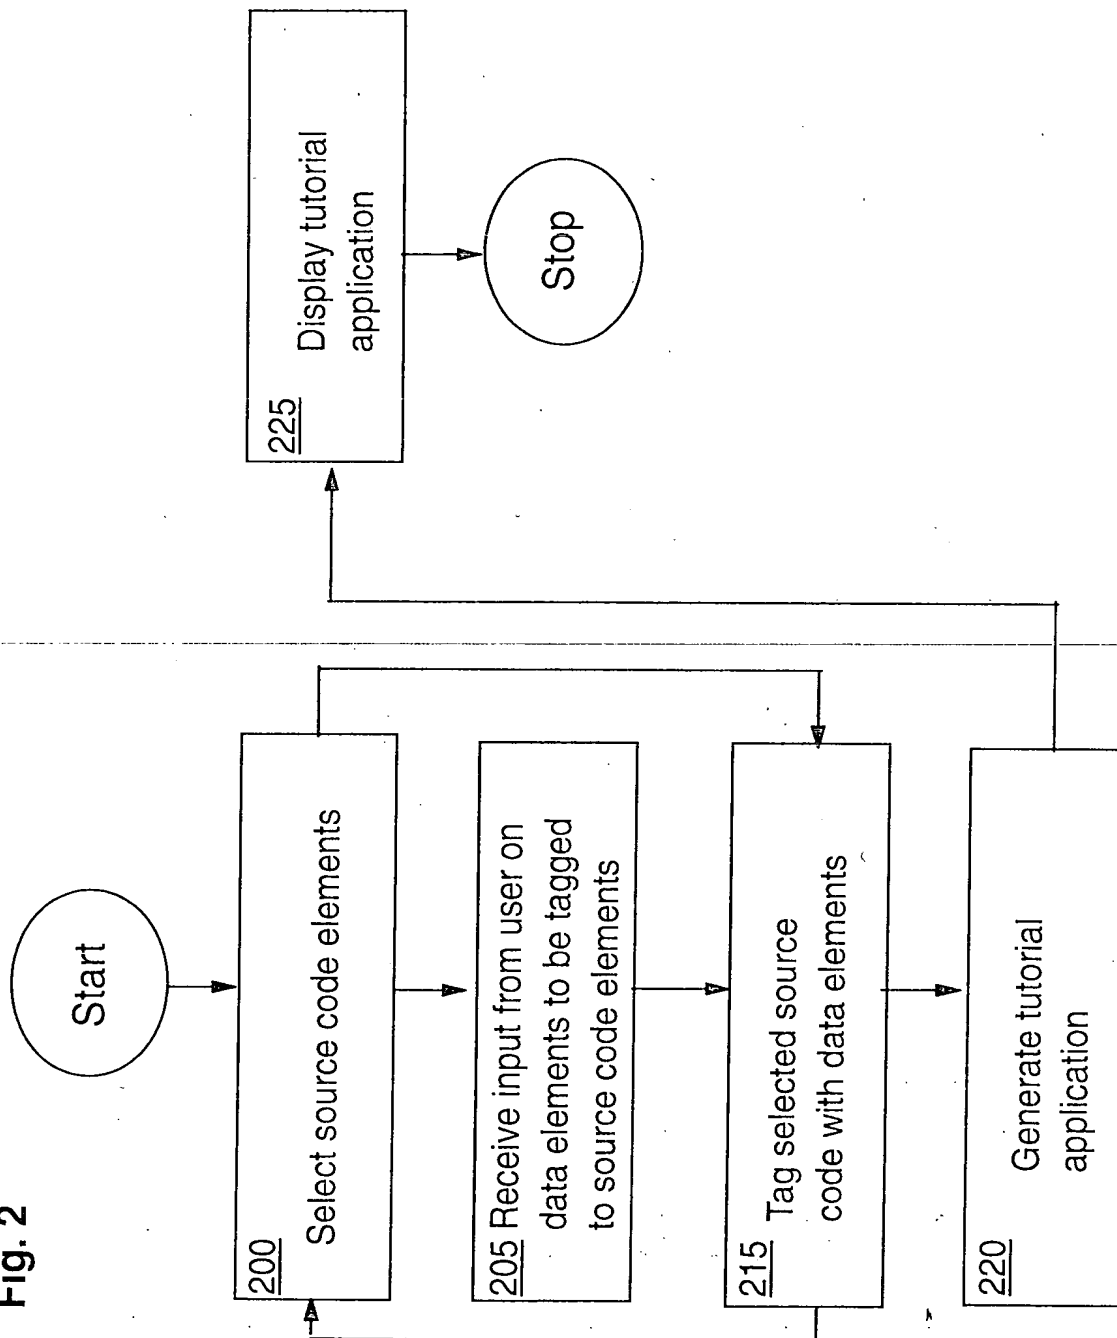 Fig. 2
Start
200
Select source code elements
205 Receive input from user on
data elements to be tagged
to source code elements
215 Tag selected source
code with data elements
220
Generate tutorial
application
225
Display tutorial
application
Stop